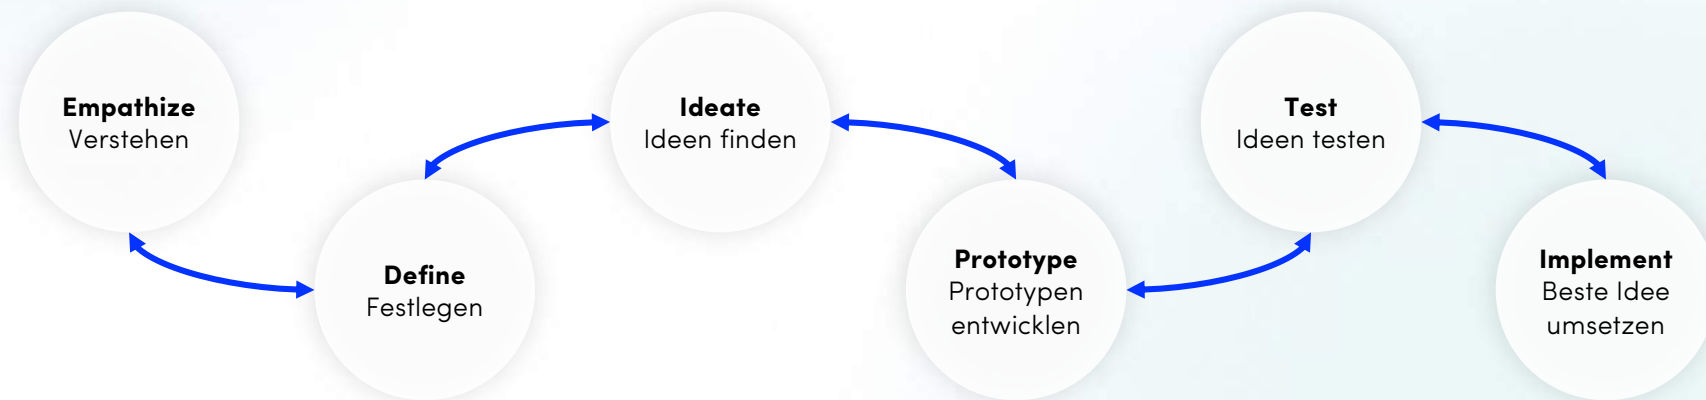 Empathize
Verstehen
Define
Festlegen
Ideate
Ideen finden
Prototype
Prototypen
entwicklen
Test
Ideen testen
Implement
Beste Idee
umsetzen